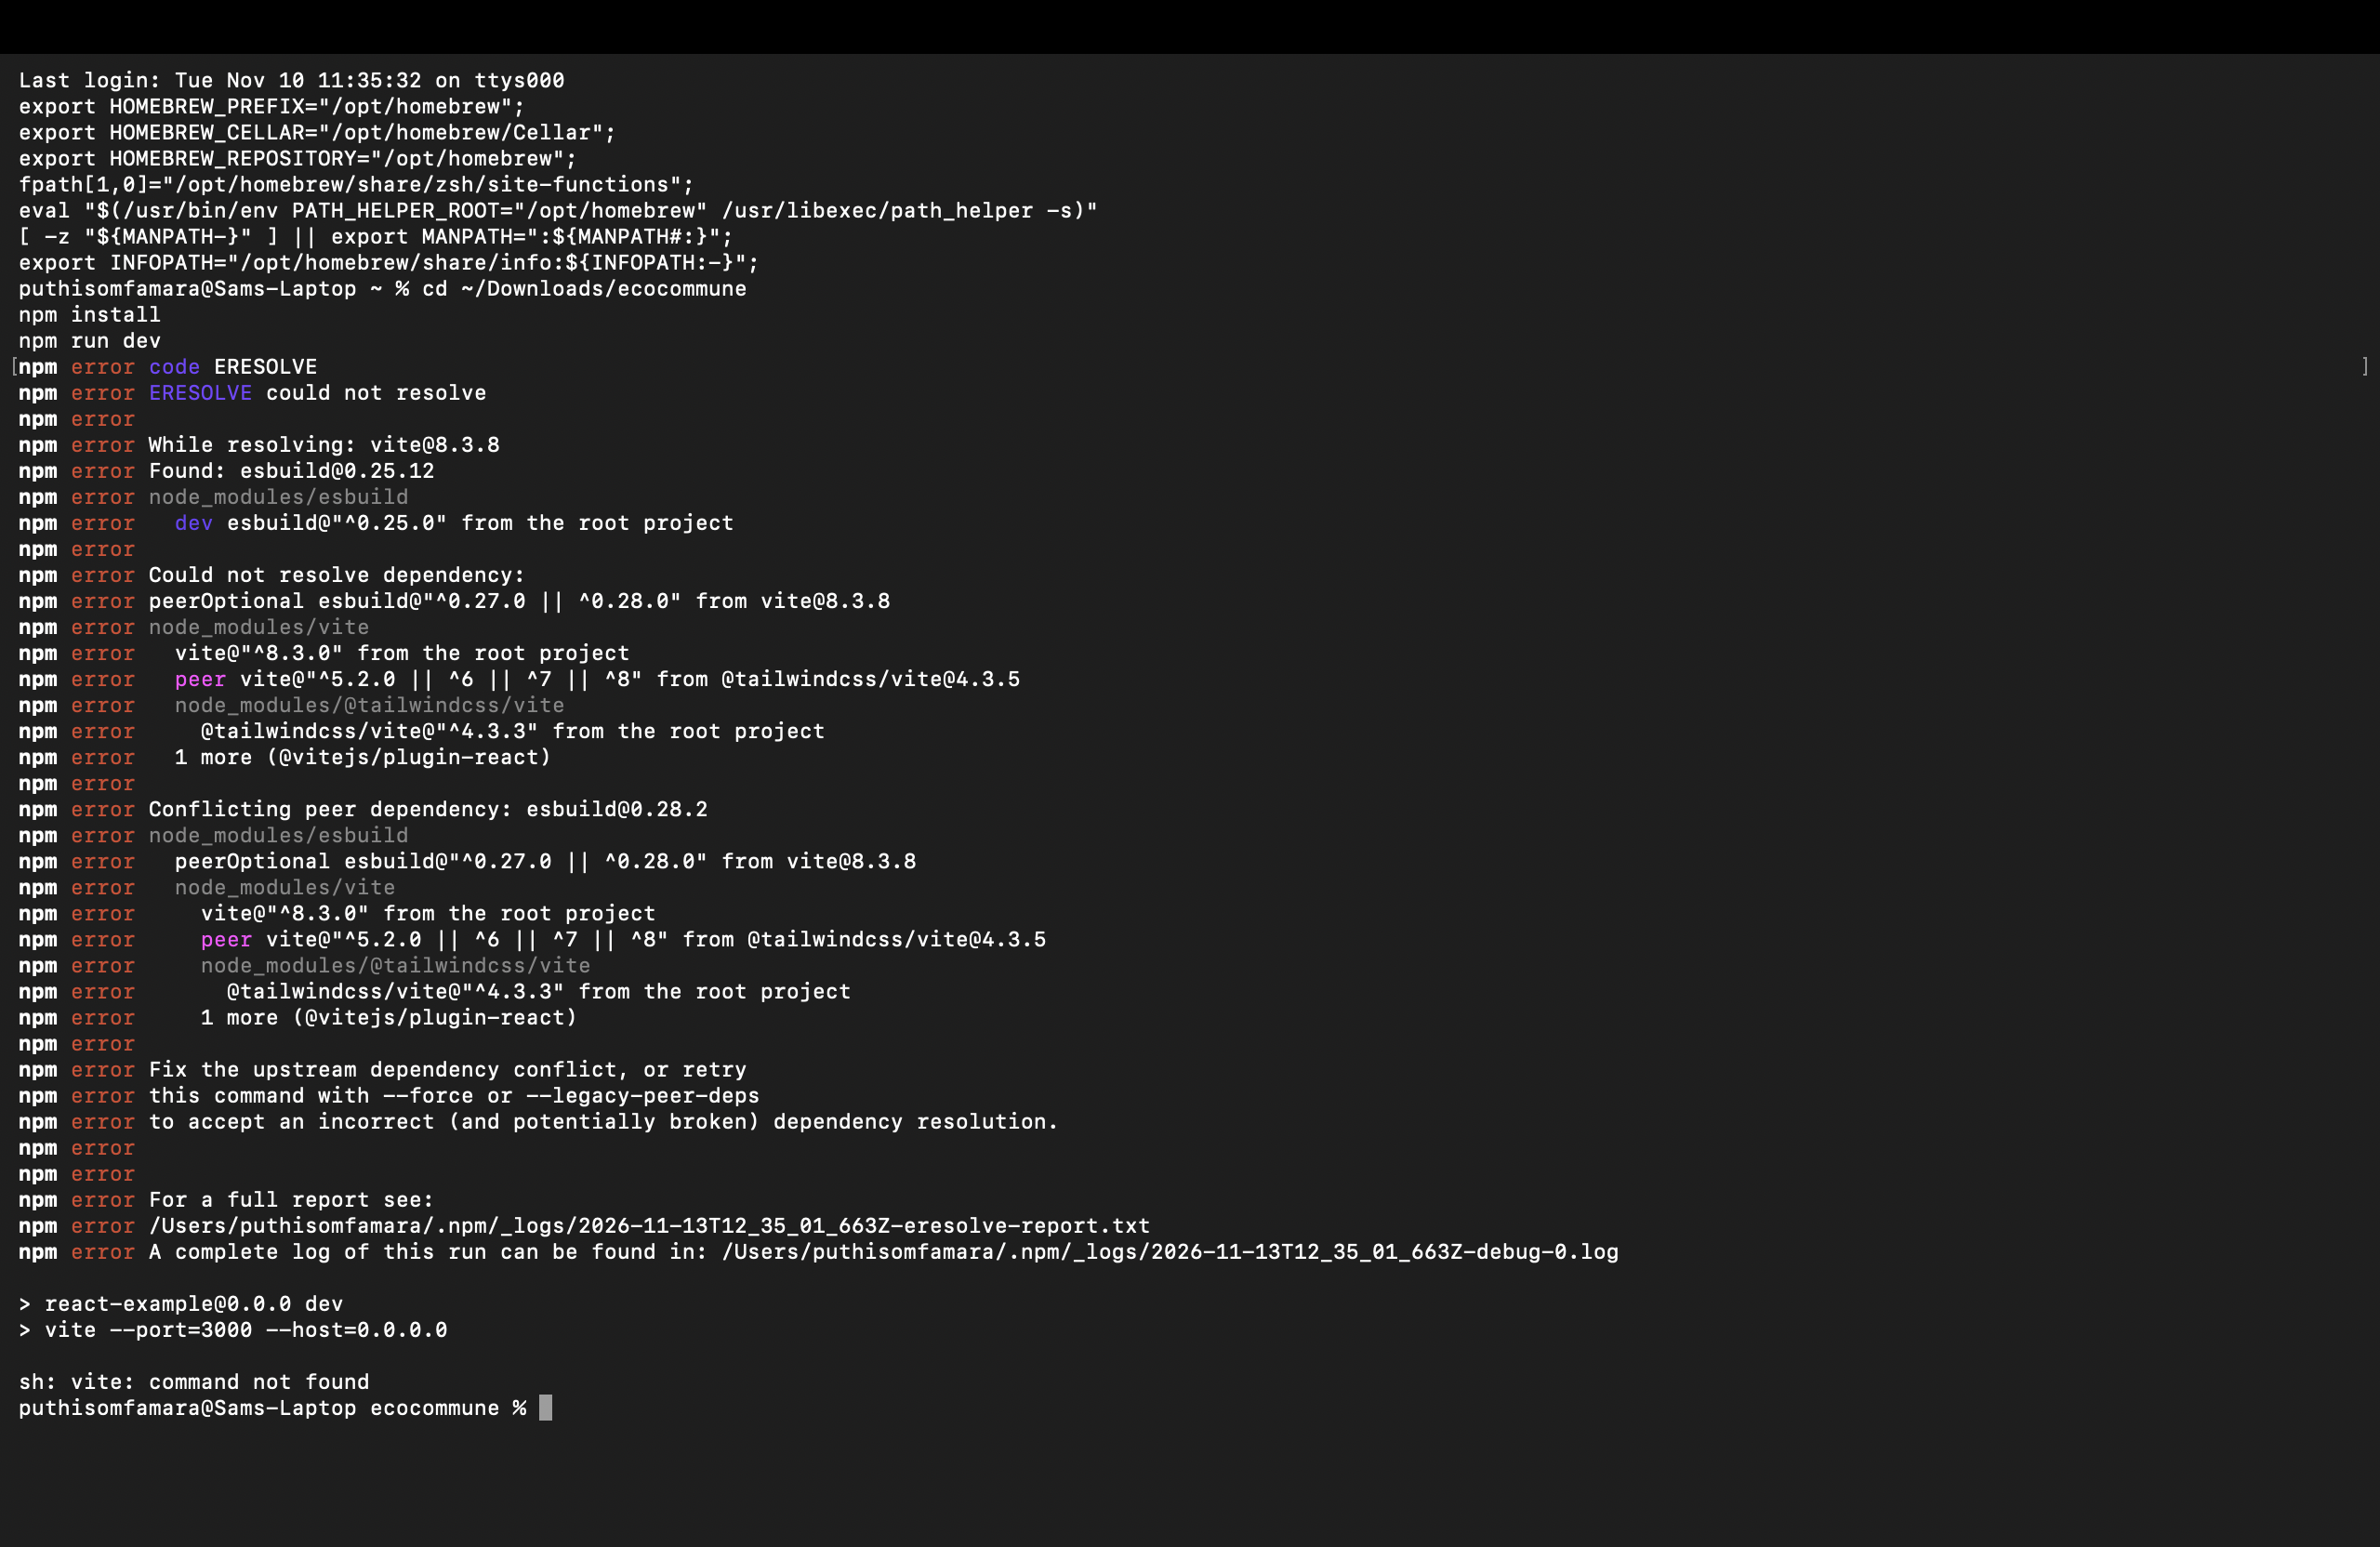 Last login: Tue Nov 10 11:35:32 on ttys000
export HOMEBREW_PREFIX="/opt/homebrew";
export HOMEBREW_CELLAR="/opt/homebrew/Cellar";
export HOMEBREW_REPOSITORY="/opt/homebrew";
fpath[1,0]="/opt/homebrew/share/zsh/site-functions";
eval "$(/usr/bin/env PATH_HELPER_ROOT="/opt/homebrew" /usr/libexec/path_helper -s)"
[ -z "${MANPATH-}" ] || export MANPATH=":${MANPATH#:}";
export INFOPATH="/opt/homebrew/share/info:${INFOPATH:-}";
puthisomfamara@Sams-Laptop ~ % cd ~/Downloads/ecocommune
npm install
npm run dev
[npm error code ERESOLVE ]
npm error ERESOLVE could not resolve
npm error
npm error While resolving: vite@8.3.8
npm error Found: esbuild@0.25.12
npm error node_modules/esbuild
npm error   dev esbuild@"^0.25.0" from the root project
npm error
npm error Could not resolve dependency:
npm error peerOptional esbuild@"^0.27.0 || ^0.28.0" from vite@8.3.8
npm error node_modules/vite
npm error   vite@"^8.3.0" from the root project
npm error   peer vite@"^5.2.0 || ^6 || ^7 || ^8" from @tailwindcss/vite@4.3.5
npm error   node_modules/@tailwindcss/vite
npm error     @tailwindcss/vite@"^4.3.3" from the root project
npm error   1 more (@vitejs/plugin-react)
npm error
npm error Conflicting peer dependency: esbuild@0.28.2
npm error node_modules/esbuild
npm error   peerOptional esbuild@"^0.27.0 || ^0.28.0" from vite@8.3.8
npm error   node_modules/vite
npm error     vite@"^8.3.0" from the root project
npm error     peer vite@"^5.2.0 || ^6 || ^7 || ^8" from @tailwindcss/vite@4.3.5
npm error     node_modules/@tailwindcss/vite
npm error       @tailwindcss/vite@"^4.3.3" from the root project
npm error     1 more (@vitejs/plugin-react)
npm error
npm error Fix the upstream dependency conflict, or retry
npm error this command with --force or --legacy-peer-deps
npm error to accept an incorrect (and potentially broken) dependency resolution.
npm error
npm error
npm error For a full report see:
npm error /Users/puthisomfamara/.npm/_logs/2026-11-13T12_35_01_663Z-eresolve-report.txt
npm error A complete log of this run can be found in: /Users/puthisomfamara/.npm/_logs/2026-11-13T12_35_01_663Z-debug-0.log

> react-example@0.0.0 dev
> vite --port=3000 --host=0.0.0.0

sh: vite: command not found
puthisomfamara@Sams-Laptop ecocommune %